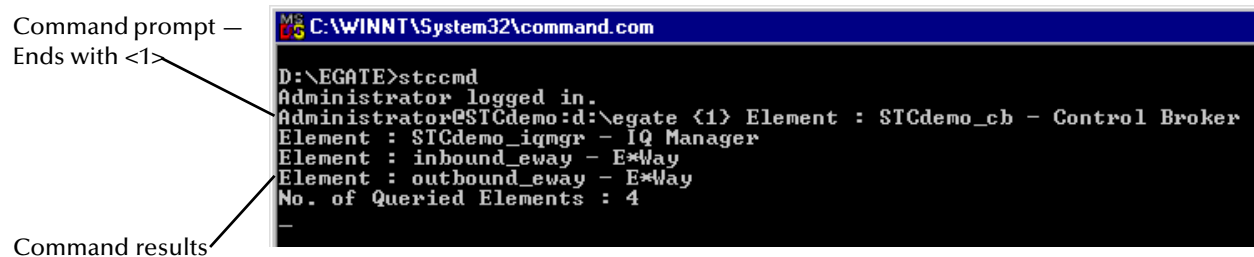 Command prompt —
Ends with <1>
C:\WINNT\System32\command.com
D:\EGATE>stccmd
Administrator logged in.
Administrator@STCdemo:d:\egate {1} Element : STCdemo_cb - Control Broker
Element : STCdemo_iqmgr - IQ Manager
Element : inbound_eway - E*Way
Element : outbound_eway - E*Way
No. of Queried Elements : 4
_
Command results